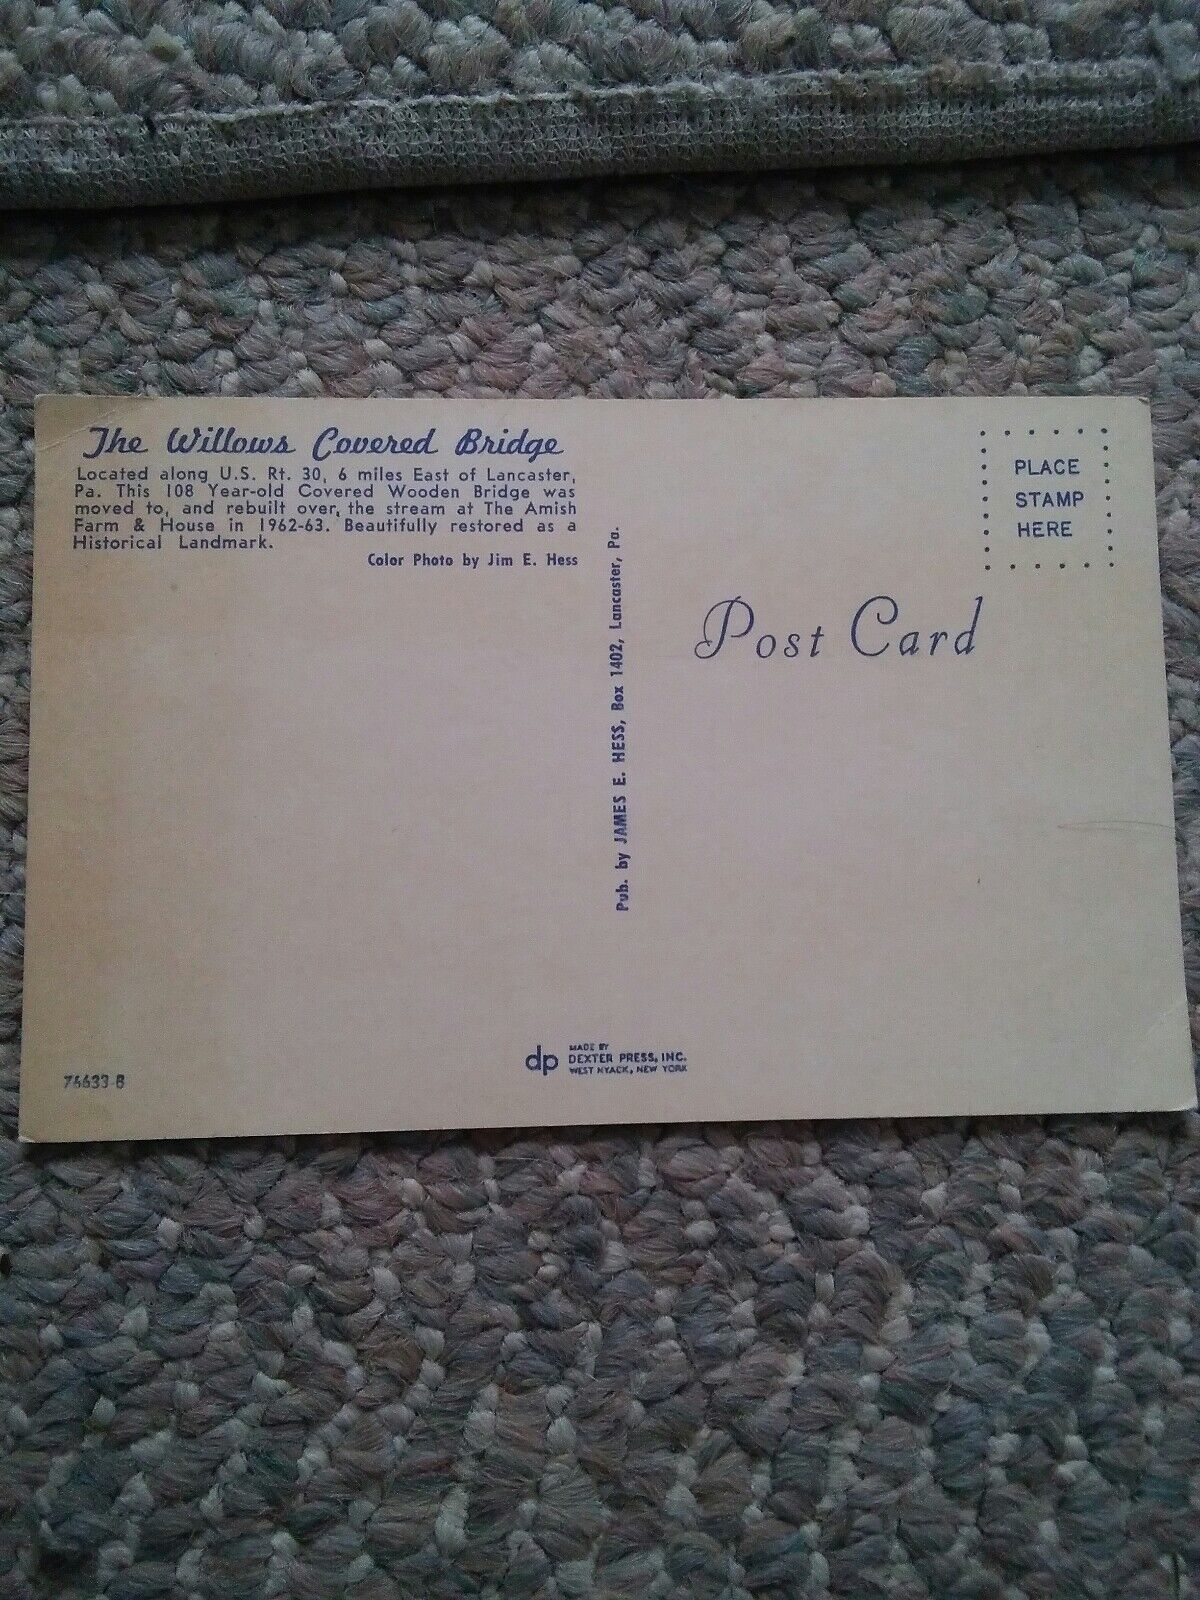 The Willows Covered Bridge
Located along U.S. Rt. 30, 6 miles East of Lancaster,
Pa. This 108 Year-old Covered Wooden Bridge was
moved to, and rebuilt over, the stream at The Amish
Farm & House in 1962-63. Beautifully restored as a
Historical Landmark.
Color Photo by Jim E. Hess
Pub. by JAMES E. HESS, Box 1402, Lancaster, Pa.
PLACE
STAMP
HERE
Post Card
76633-B
dp
MADE BY
DEXTER PRESS, INC.
WEST NYACK, NEW YORK